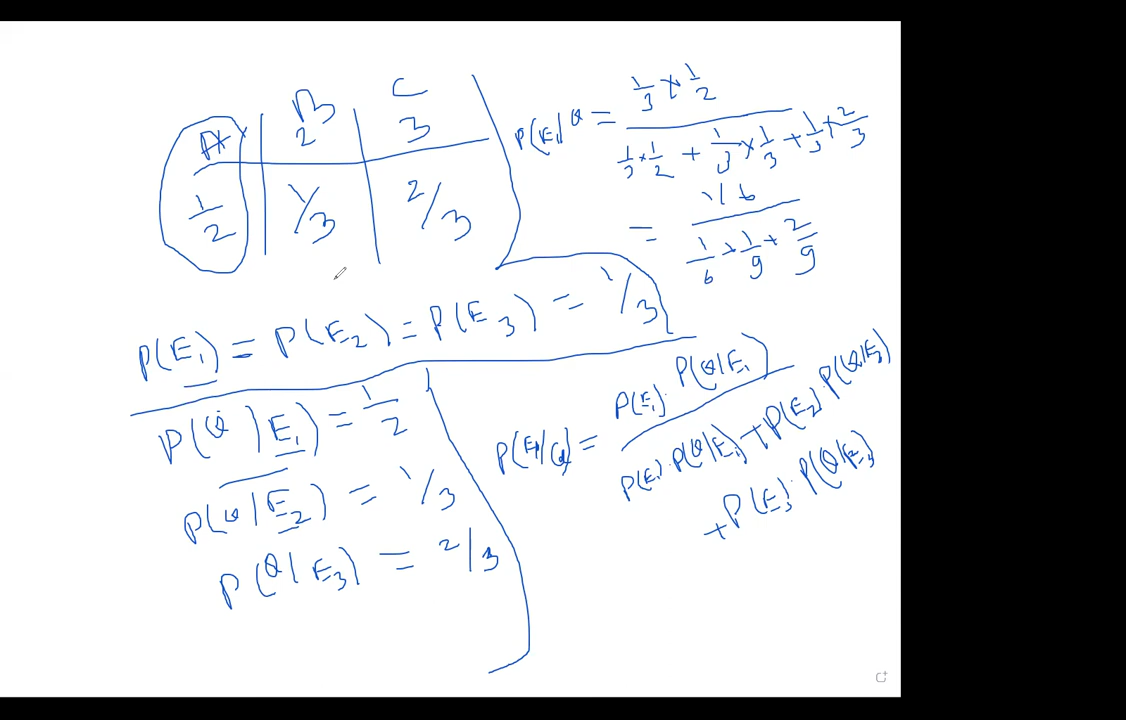 A | B | C
2 3
1/2 | 1/3 | 2/3
P(E₁) = P(E₂) = P(E₃) = 1/3
P(Q|E₁) = 1/2
P(Q|E₂) = 1/3
P(Q|E₃) = 2/3
P(E₁|Q = (1/3 × 1/2) / (1/3 × 1/2 + 1/3 × 1/3 + 1/3 × 2/3)
= (1/6) / (1/6 + 1/9 + 2/9)
P(E₁/Q) = P(E₁) · P(Q|E₁) / P(E₁) · P(Q|E₁) + P(E₂) · P(Q|E₂)
+ P(E₃) · P(Q|E₃)